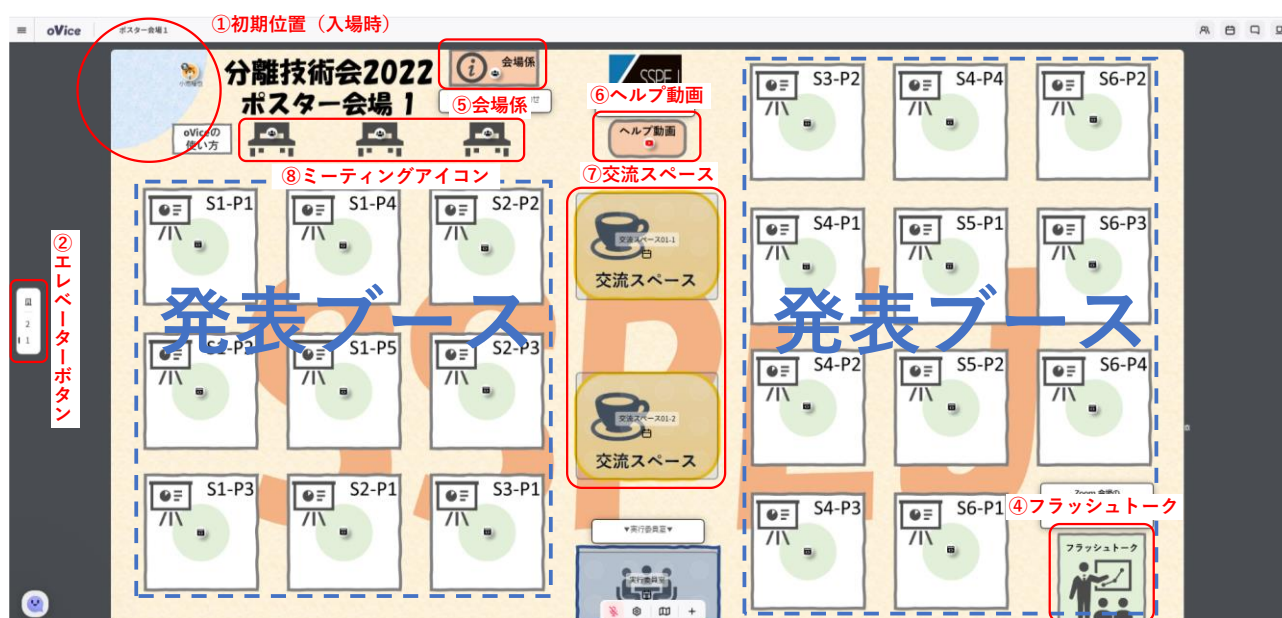 oVice
ポスター会場1
①初期位置（入場時）
分離技術会2022
ポスター会場 1
会場係
⑤会場係
SSPEJ
⑥ヘルプ動画
ヘルプ動画
oViceの
使い方
⑧ミーティングアイコン
⑦交流スペース
②エレベーターボタン
2
1
S1-P1
S1-P4
S2-P2
S1-P2
S1-P5
S2-P3
S1-P3
S2-P1
S3-P1
発表ブース
交流スペース01-1
交流スペース
交流スペース01-2
交流スペース
▼実行委員室▼
実行委員室
S3-P2
S4-P4
S6-P2
S4-P1
S5-P1
S6-P3
発表ブース
S4-P2
S5-P2
S6-P4
S4-P3
S6-P1
④フラッシュトーク
フラッシュトーク
SSPEJ